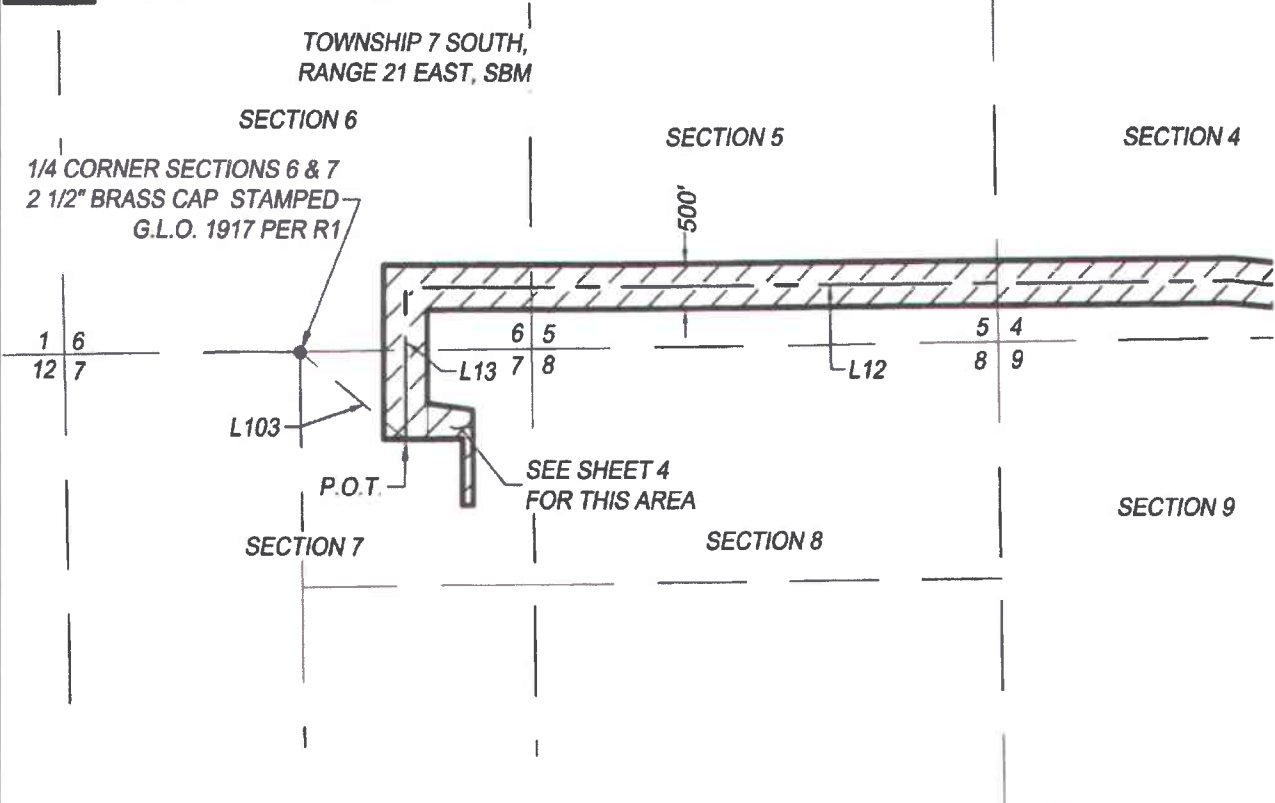 TOWNSHIP 7 SOUTH,
RANGE 21 EAST, SBM
SECTION 6
SECTION 5
SECTION 4
1/4 CORNER SECTIONS 6 & 7
2 1/2" BRASS CAP STAMPED
G.L.O. 1917 PER R1
500'
1 6
12 7
6 5
7 8
5 4
8 9
L13
L12
L103
P.O.T.
SEE SHEET 4
FOR THIS AREA
SECTION 7
SECTION 8
SECTION 9